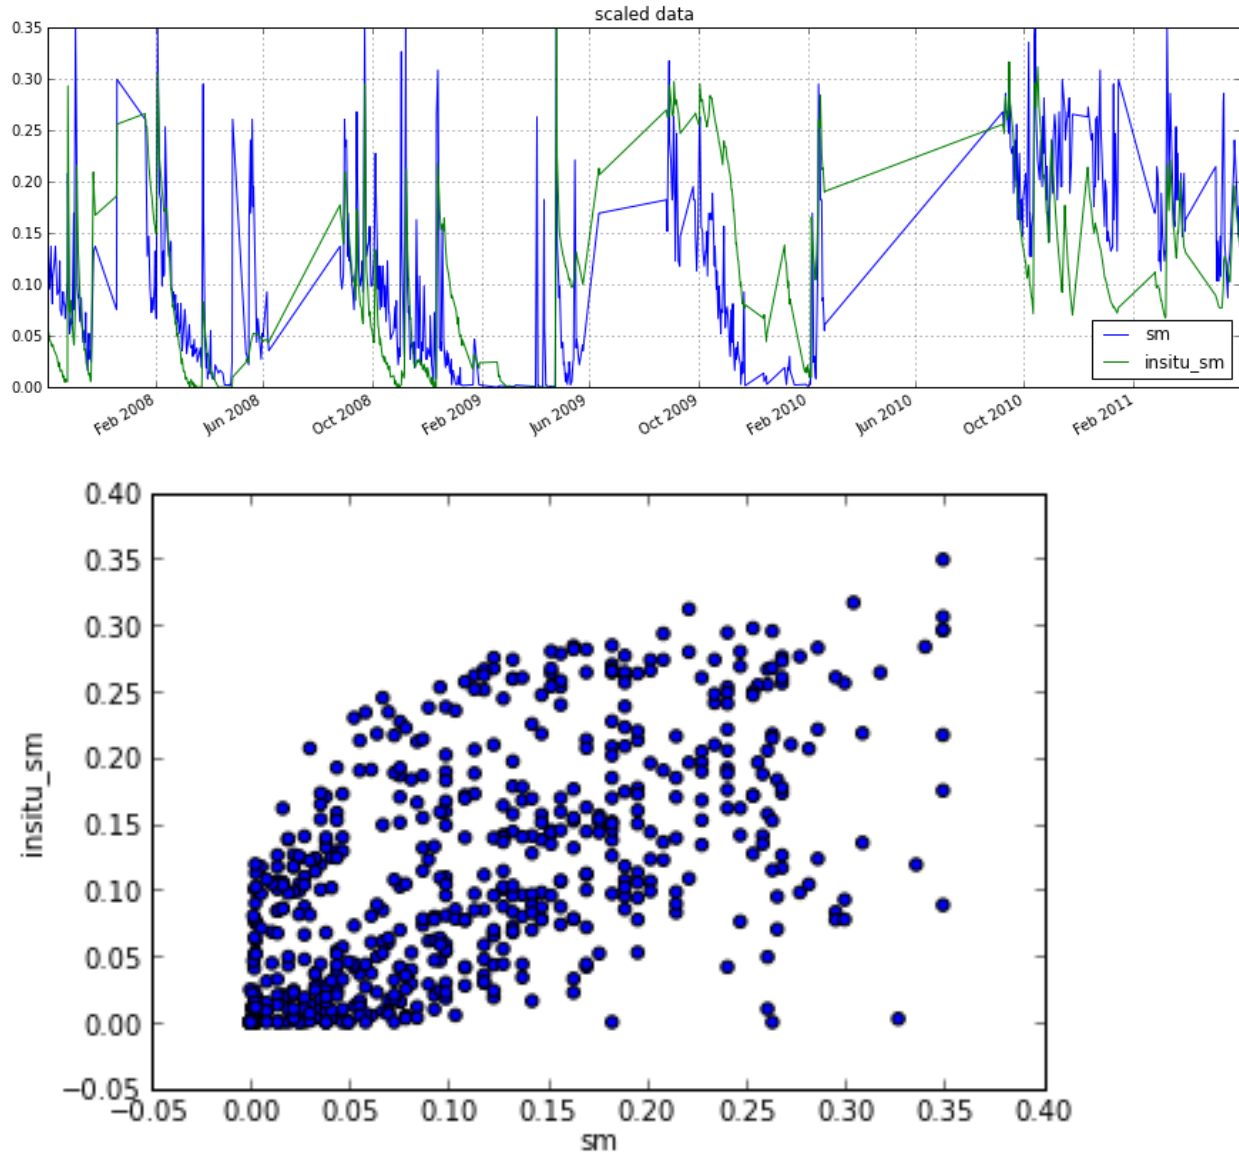 scaled data
0.35
0.30
0.25
0.20
0.15
0.10
0.05
0.00
sm
insitu_sm
Feb 2008
Jun 2008
Oct 2008
Feb 2009
Jun 2009
Oct 2009
Feb 2010
Jun 2010
Oct 2010
Feb 2011
0.40
0.35
0.30
0.25
0.20
0.15
0.10
0.05
0.00
−0.05
insitu_sm
−0.05 0.00 0.05 0.10 0.15 0.20 0.25 0.30 0.35 0.40
sm